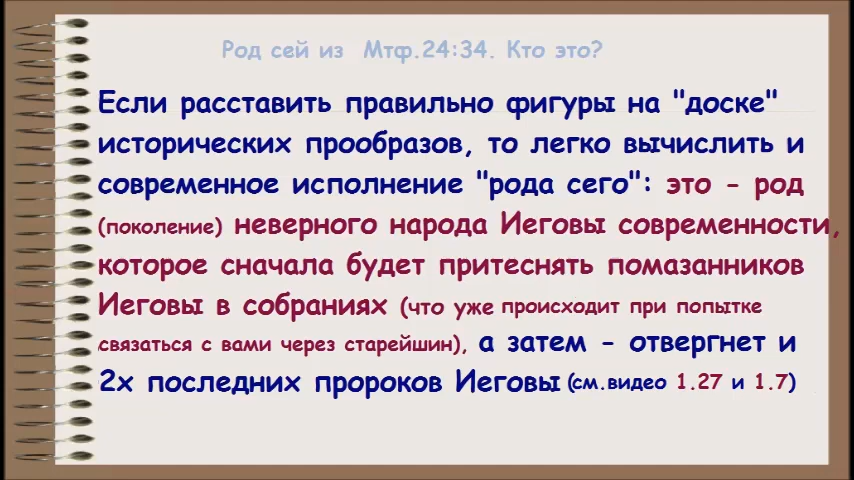 Род сей из Мтф.24:34. Кто это?
Если расставить правильно фигуры на "доске"
исторических прообразов, то легко вычислить и
современное исполнение "рода сего": это - род
(поколение) неверного народа Иеговы современности,
которое сначала будет притеснять помазанников
Иеговы в собраниях (что уже происходит при попытке
связаться с вами через старейшин), а затем - отвергнет и
2х последних пророков Иеговы (см.видео 1.27 и 1.7)